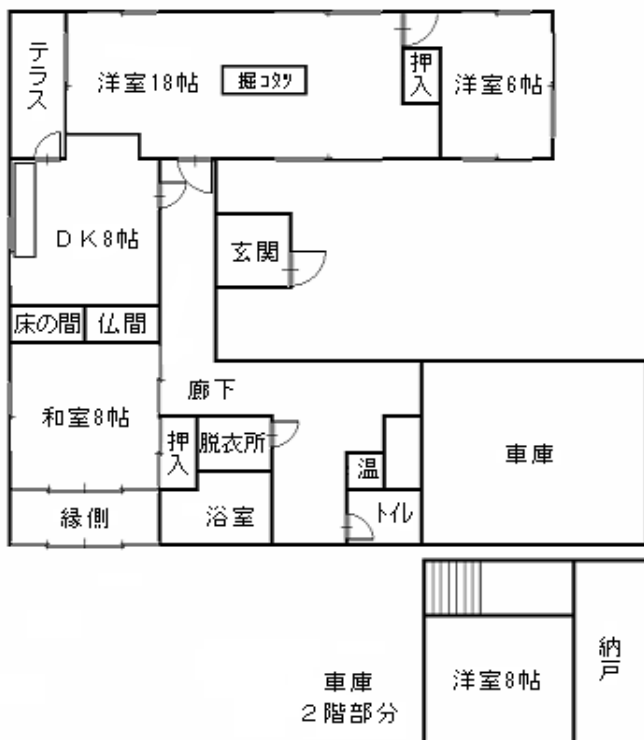 テラス
洋室18帖
掘コタツ
押入
洋室6帖
DK8帖
玄関
床の間
仏間
廊下
和室8帖
押入
脱衣所
車庫
温
浴室
トイレ
縁側
納戸
洋室8帖
車庫
2階部分